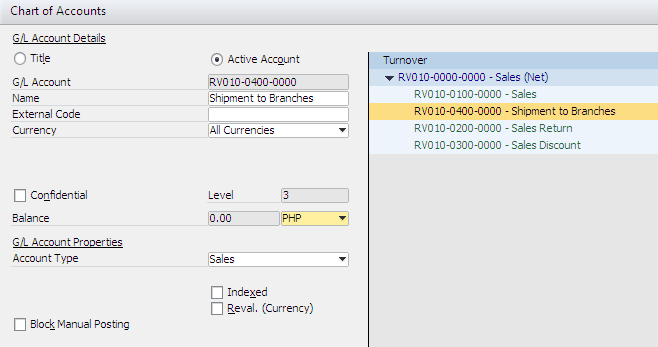 Chart of Accounts
G/L Account Details
Title
Active Account
G/L Account RV010-0400-0000
Name Shipment to Branches
External Code
Currency All Currencies
Confidential Level 3
Balance 0.00 PHP
G/L Account Properties
Account Type Sales
Indexed
Reval. (Currency)
Block Manual Posting
Turnover
RV010-0000-0000 - Sales (Net)
RV010-0100-0000 - Sales
RV010-0400-0000 - Shipment to Branches
RV010-0200-0000 - Sales Return
RV010-0300-0000 - Sales Discount